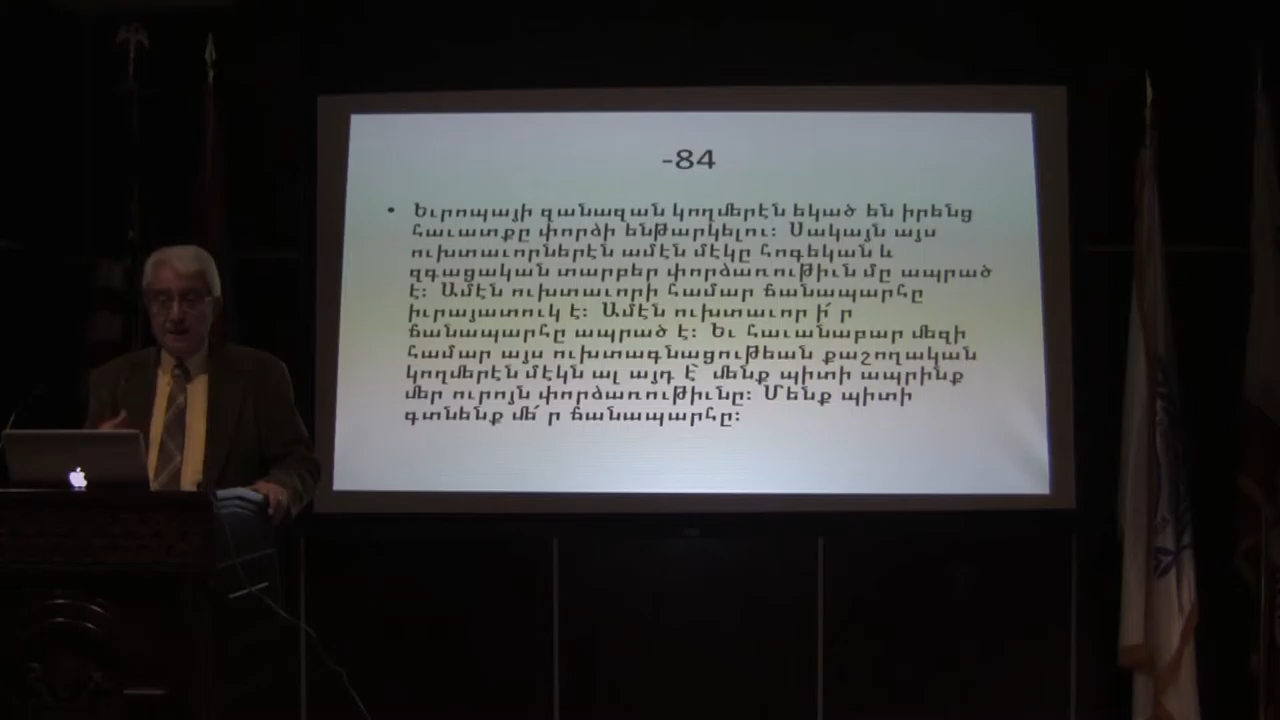 -84
• Եւրոպայի զանազան կողմերէն եկած են իրենց
հաւատքը փորձի ենթարկելու: Սակայն այս
ուխտաւորներէն ամէն մէկը հոգեկան և
զգացական տարբեր փորձառութիւն մը ապրած
է: Ամէն ուխտաւորի համար ճանապարհը
իւրայատուկ է: Ամէն ուխտաւոր ի՛ ր
ճանապարհը ապրած է: Եւ հաւանաբար մեզի
համար այս ուխտագնացութեան քաշողական
կողմերէն մէկն ալ այդ է՝ մենք պիտի ապրինք
մեր ուրոյն փորձառութիւնը: Մենք պիտի
գտնենք մե՛ ր ճանապարհը: